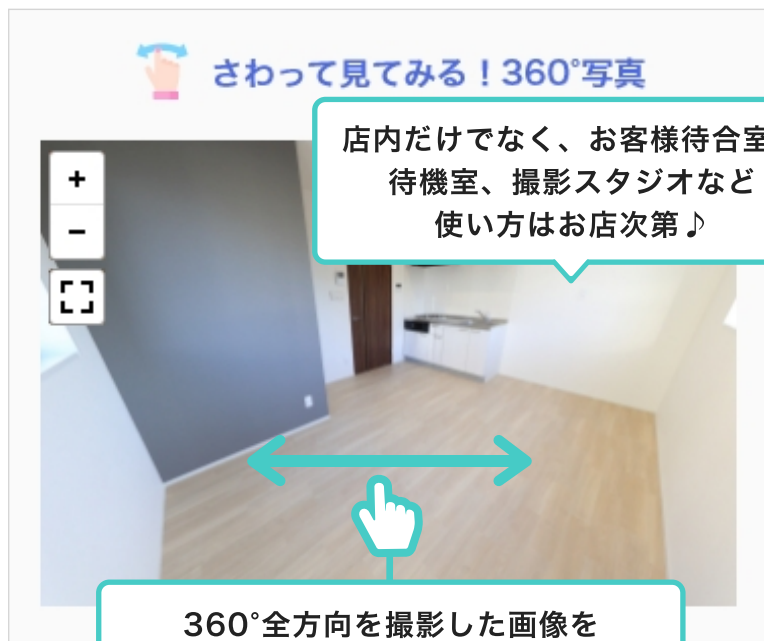 さわって見てみる！360°写真
店内だけでなく、お客様待合室
待機室、撮影スタジオなど
使い方はお店次第♪
+
−
360°全方向を撮影した画像を